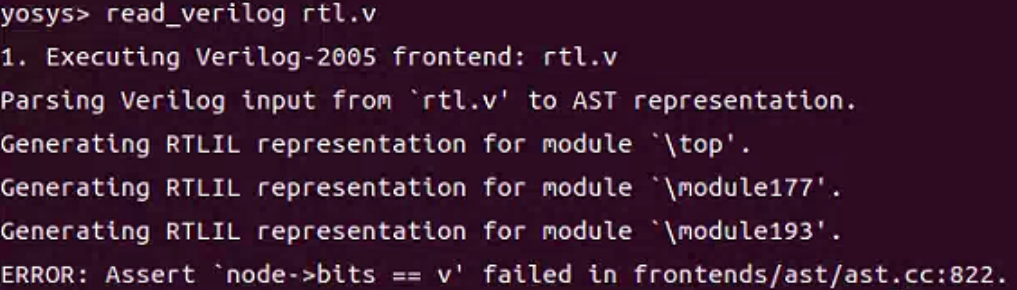 yosys> read_verilog rtl.v
1. Executing Verilog-2005 frontend: rtl.v
Parsing Verilog input from `rtl.v' to AST representation.
Generating RTLIL representation for module `\top'.
Generating RTLIL representation for module `\module177'.
Generating RTLIL representation for module `\module193'.
ERROR: Assert `node->bits == v' failed in frontends/ast/ast.cc:822.